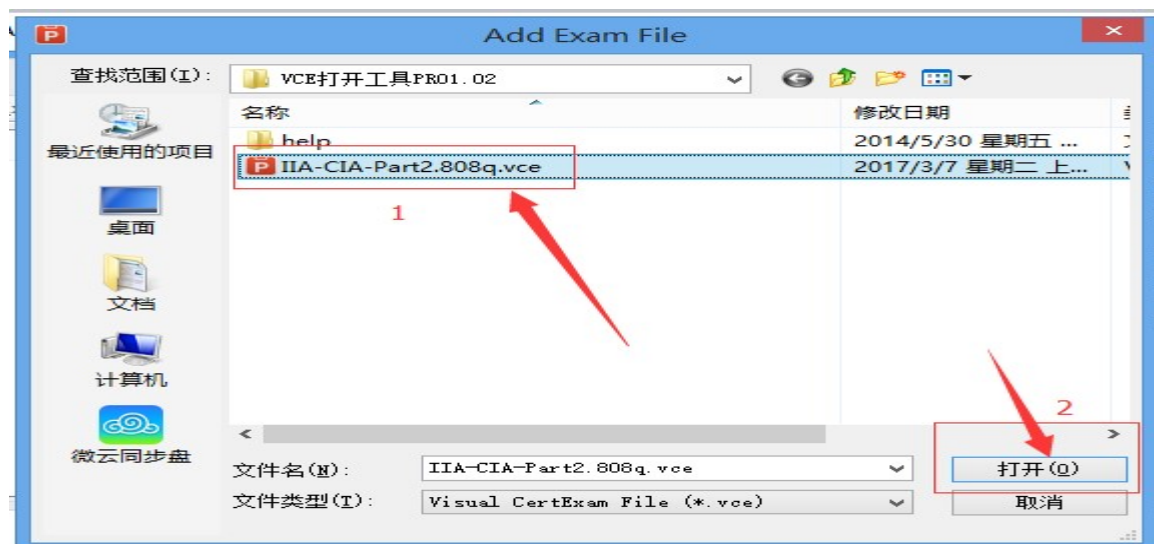 Add Exam File
查找范围(I):
VCE打开工具PRO1.02
名称
修改日期
help
2014/5/30 星期五 ...
IIA-CIA-Part2.808q.vce
2017/3/7 星期二 上...
1
最近使用的项目
桌面
文档
计算机
微云同步盘
2
文件名(N):
IIA-CIA-Part2.808q.vce
打开(O)
文件类型(T):
Visual CertExam File (*.vce)
取消